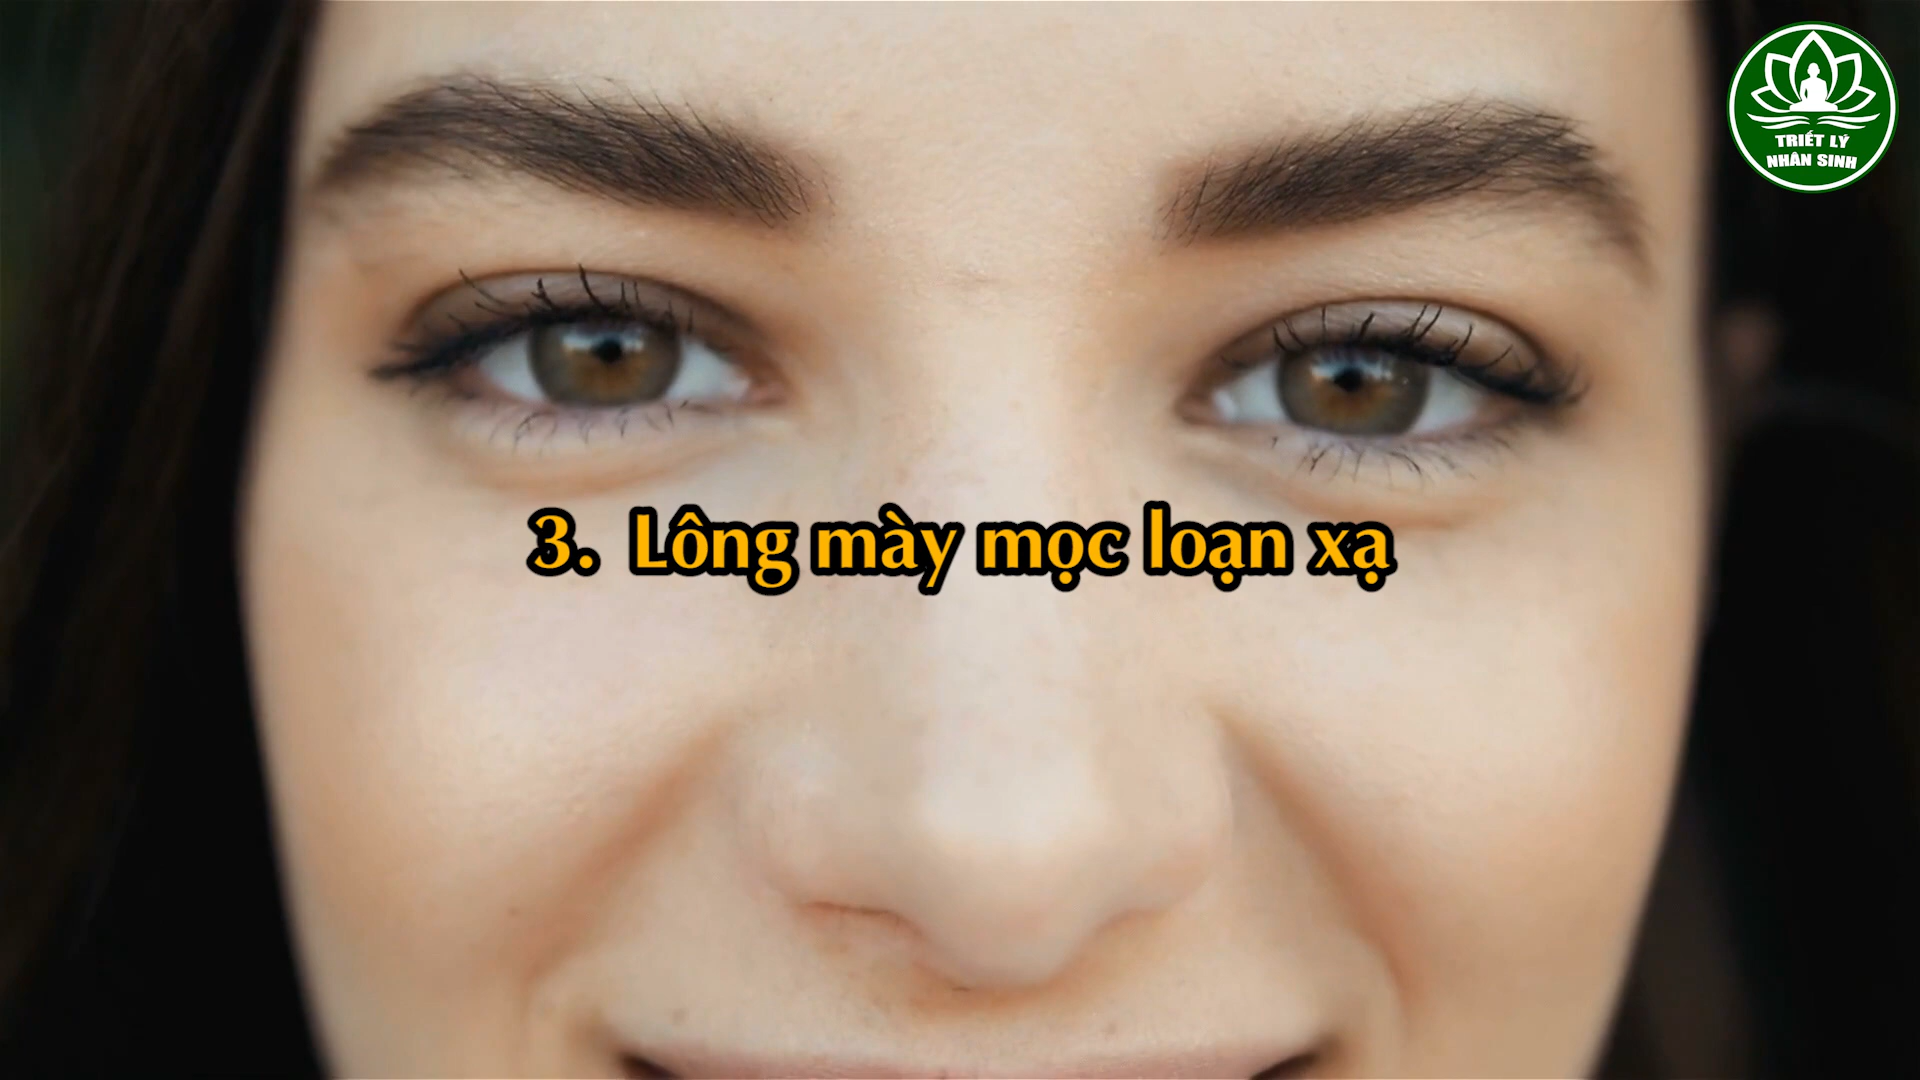 TRIẾT LÝ
NHÂN SINH
3. Lông mày mọc loạn xạ